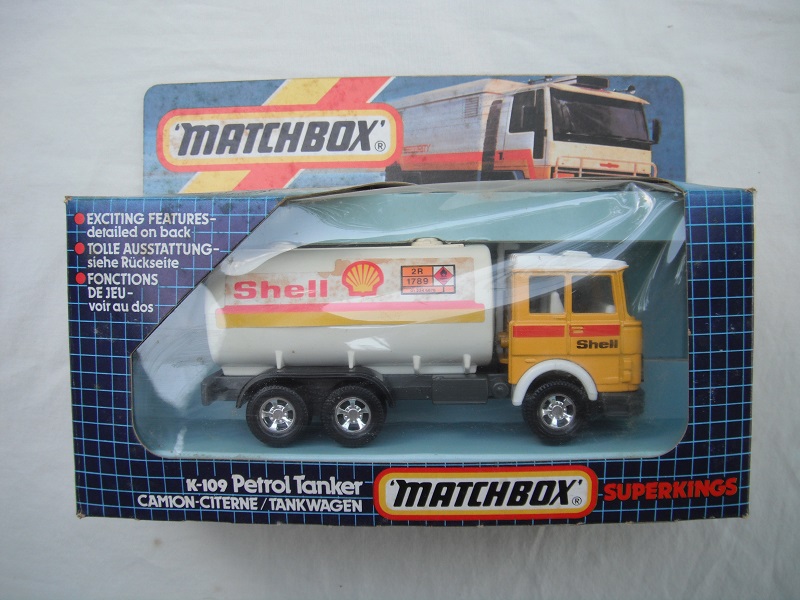 'MATCHBOX'®
EXCITING FEATURES–
detailed on back
TOLLE AUSSTATTUNG–
siehe Rückseite
FONCTIONS
DE JEU–
voir au dos
Shell
2R
1789
Shell
K-109 Petrol Tanker
CAMION-CITERNE/TANKWAGEN
'MATCHBOX'®
SUPERKINGS